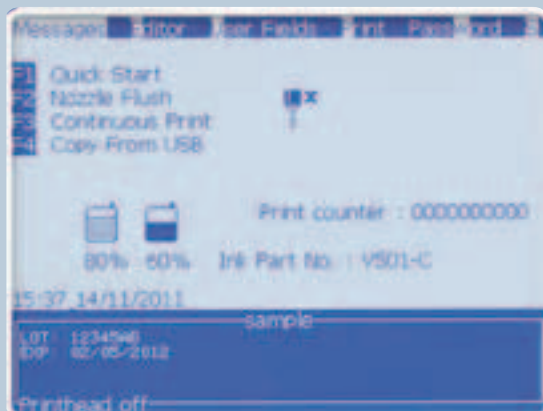 Messages Editor User Fields Print PassWord S
F1 Quick Start
F2 Nozzle Flush
F3 Continuous Print
F4 Copy From USB
Print counter : 0000000000
80% 60% Ink Part No. : V501-C
15:37 14/11/2011
sample
LOT 12345AB
EXP 02/05/2012
Printhead off